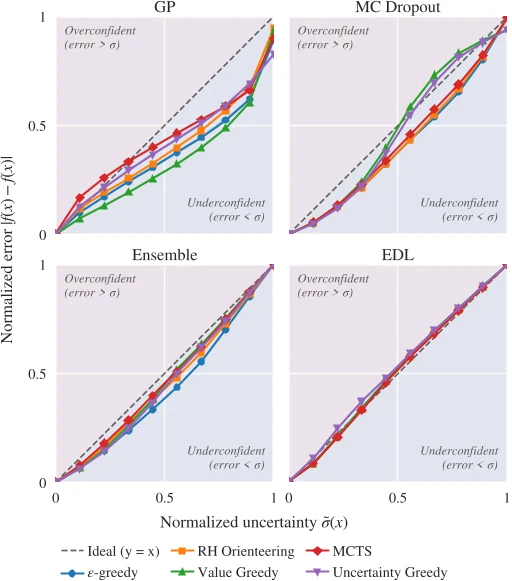 GP
MC Dropout
1
Overconfident
(error > σ)
Overconfident
(error > σ)
0.5
Underconfident
(error < σ)
Underconfident
(error < σ)
0
Normalized error |f̂(x) – f(x)|
Ensemble
EDL
1
Overconfident
(error > σ)
Overconfident
(error > σ)
0.5
Underconfident
(error < σ)
Underconfident
(error < σ)
0
0 0.5 1 0 0.5 1
Normalized uncertainty σ̃(x)
Ideal (y = x) RH Orienteering MCTS
ε-greedy Value Greedy Uncertainty Greedy